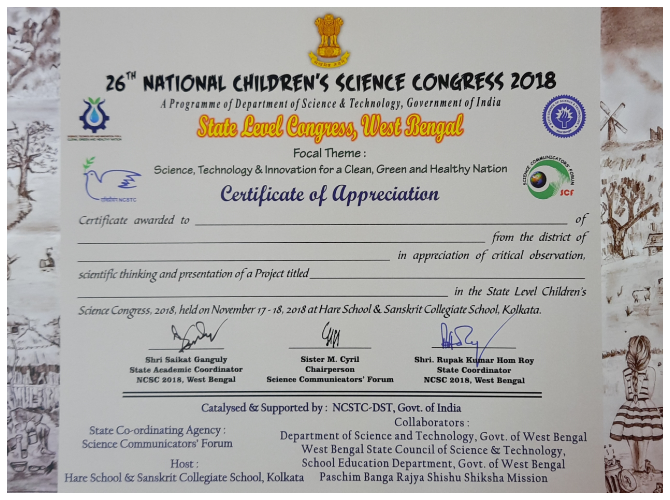 26TH NATIONAL CHILDREN'S SCIENCE CONGRESS 2018
A Programme of Department of Science & Technology, Government of India
State Level Congress, West Bengal
Focal Theme :
Science, Technology & Innovation for a Clean, Green and Healthy Nation
NCSTC
SCIENCE COMMUNICATORS' FORUM
SCF
Certificate of Appreciation
Certificate awarded to of
from the district of
in appreciation of critical observation,
scientific thinking and presentation of a Project titled
in the State Level Children's
Science Congress, 2018, held on November 17 - 18, 2018 at Hare School & Sanskrit Collegiate School, Kolkata.
Shri Saikat Ganguly
State Academic Coordinator
NCSC 2018, West Bengal
Sister M. Cyril
Chairperson
Science Communicators' Forum
Shri. Rupak Kumar Hom Roy
State Coordinator
NCSC 2018, West Bengal
Catalysed & Supported by : NCSTC-DST, Govt. of India
State Co-ordinating Agency :
Science Communicators' Forum
Host :
Hare School & Sanskrit Collegiate School, Kolkata
Collaborators :
Department of Science and Technology, Govt. of West Bengal
West Bengal State Council of Science & Technology,
School Education Department, Govt. of West Bengal
Paschim Banga Rajya Shishu Shiksha Mission